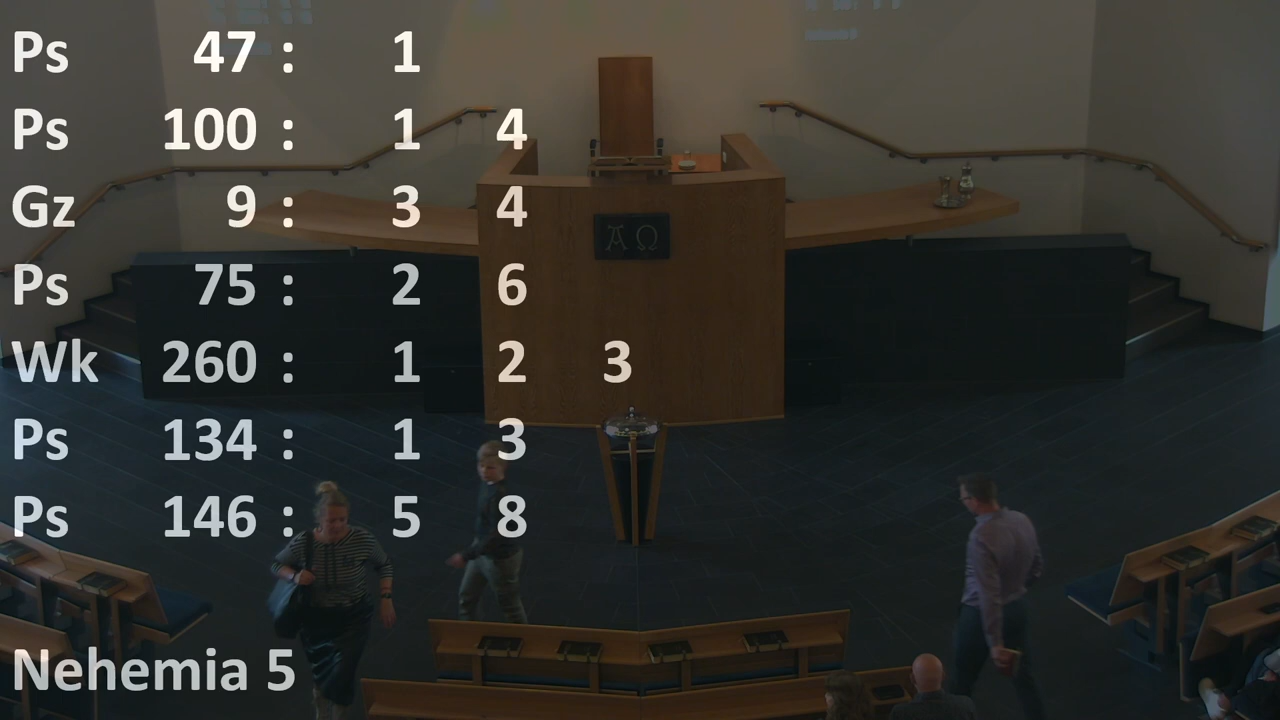 Ps 47 : 1
Ps 100 : 1 4
Gz 9 : 3 4
Ps 75 : 2 6
Wk 260 : 1 2 3
Ps 134 : 1 3
Ps 146 : 5 8
Α Ω
Nehemia 5